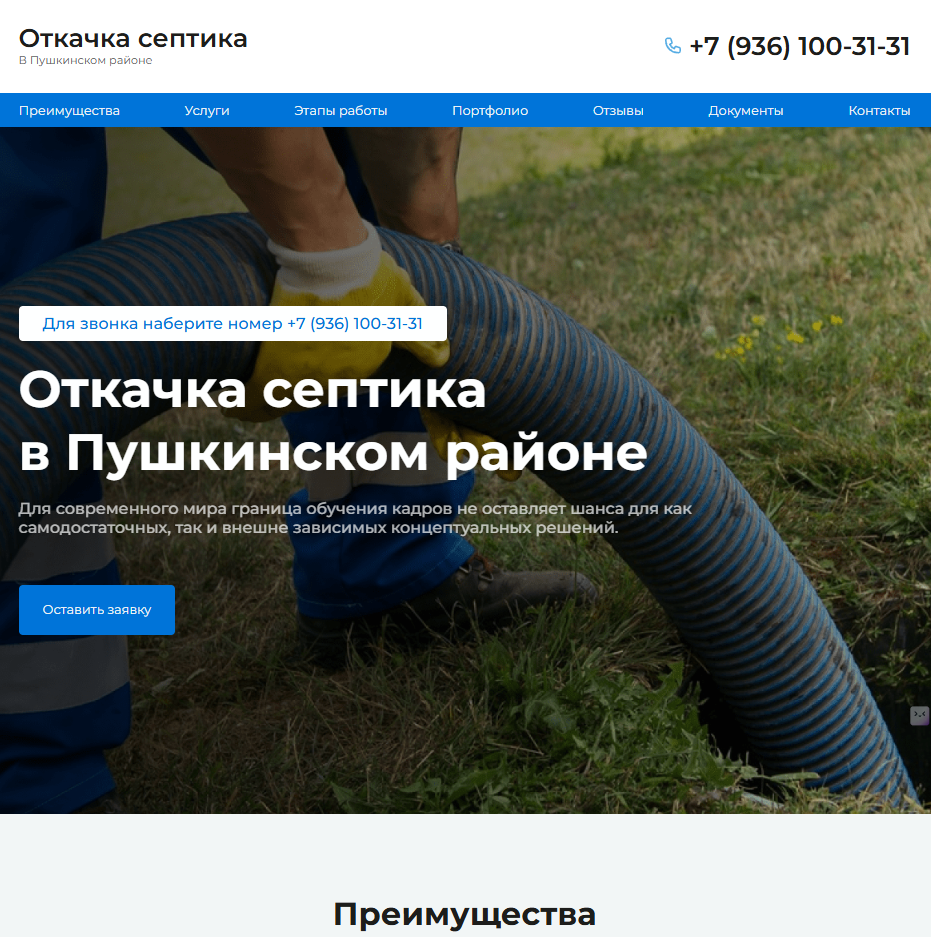 Откачка септика
В Пушкинском районе
+7 (936) 100-31-31
Преимущества Услуги Этапы работы Портфолио Отзывы Документы Контакты
Для звонка наберите номер +7 (936) 100-31-31
Откачка септика
в Пушкинском районе
Для современного мира граница обучения кадров не оставляет шанса для как
самодостаточных, так и внешне зависимых концептуальных решений.
Оставить заявку
Преимущества